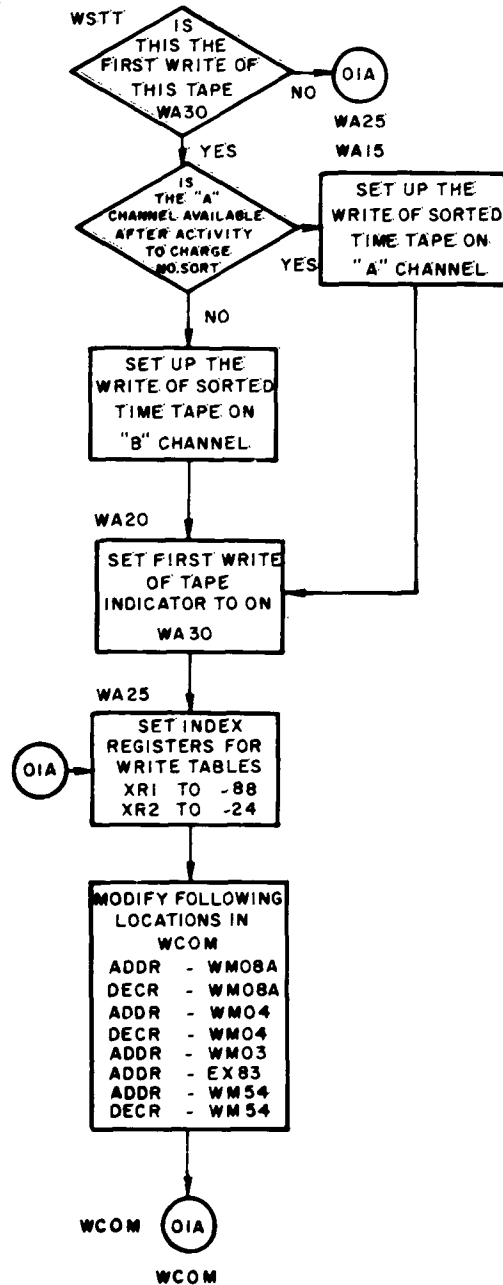 WSTT
IS
THIS THE
FIRST WRITE OF
THIS TAPE
WA30
NO
01A
WA25
YES
WA15
IS
THE "A"
CHANNEL AVAILABLE
AFTER ACTIVITY
TO CHARGE
NO.SORT
YES
SET UP THE
WRITE OF SORTED
TIME TAPE ON
"A" CHANNEL
NO
SET UP THE
WRITE OF SORTED
TIME TAPE ON
"B" CHANNEL
WA20
SET FIRST WRITE
OF TAPE
INDICATOR TO ON
WA30
WA25
01A
SET INDEX
REGISTERS FOR
WRITE TABLES
XR1 TO -88
XR2 TO -24
MODIFY FOLLOWING
LOCATIONS IN
WCOM
ADDR - WM08A
DECR - WM08A
ADDR - WM04
DECR - WM04
ADDR - WM03
ADDR - EX83
ADDR - WM54
DECR - WM54
WCOM
01A
WCOM